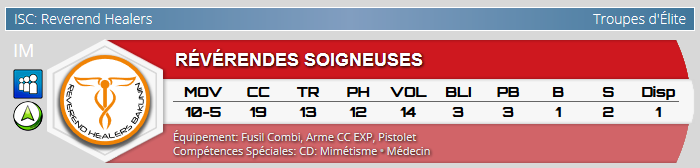 ISC: Reverend Healers Troupes d'Élite
IM
RÉVÉRENDES SOIGNEUSES
MOV CC TR PH VOL BLI PB B S Disp
10-5 19 13 12 14 3 3 1 2 1
REVEREND HEALERS BAKUNIN
Équipement: Fusil Combi, Arme CC EXP, Pistolet
Compétences Spéciales: CD: Mimétisme • Médecin